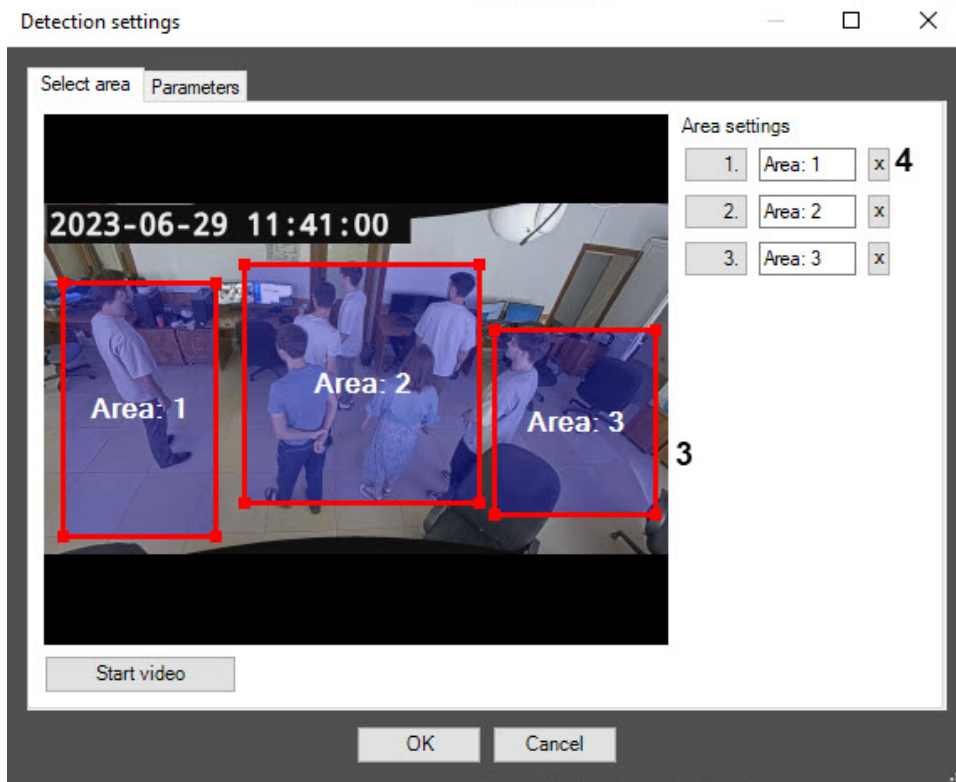 Detection settings
Select area
Parameters
2023-06-29 11:41:00
Area: 1
Area: 2
Area: 3
3
Area settings
1. Area: 1 x 4
2. Area: 2 x
3. Area: 3 x
Start video
OK
Cancel